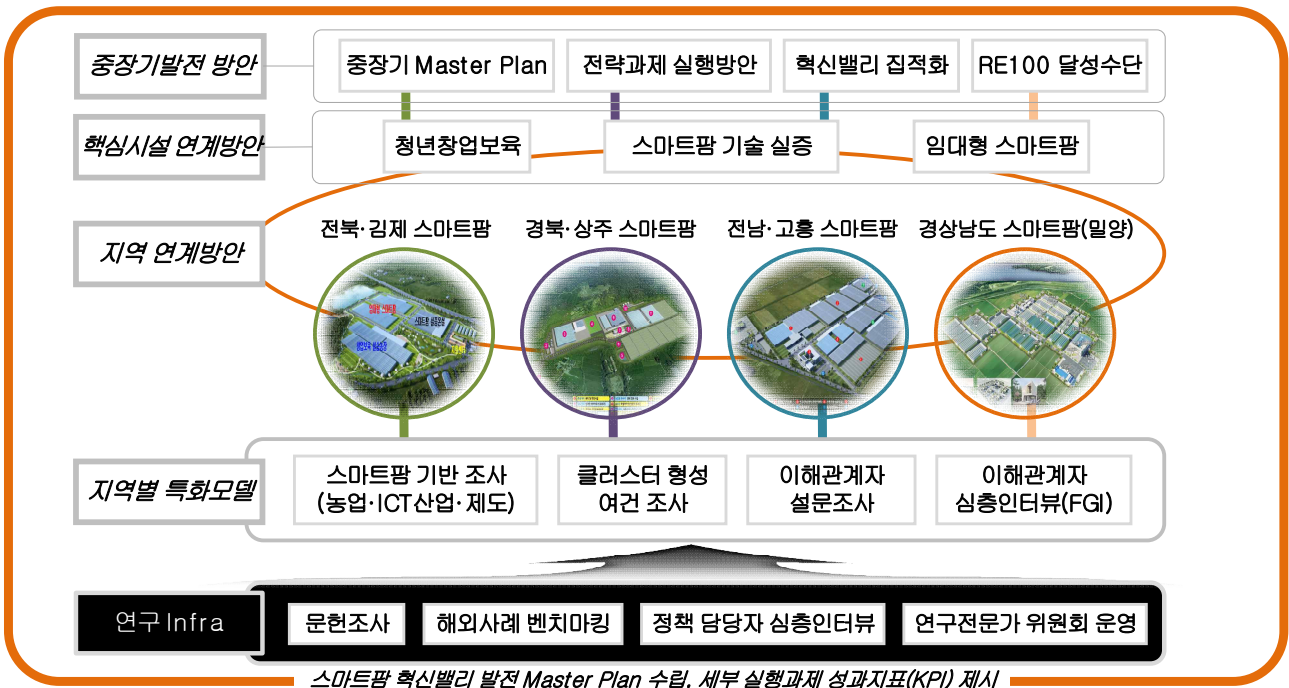 중장기발전 방안
중장기 Master Plan
전략과제 실행방안
혁신밸리 집적화
RE100 달성수단
핵심시설 연계방안
청년창업보육
스마트팜 기술 실증
임대형 스마트팜
지역 연계방안
전북·김제 스마트팜
경북·상주 스마트팜
전남·고흥 스마트팜
경상남도 스마트팜(밀양)
지역별 특화모델
스마트팜 기반 조사
(농업·ICT산업·제도)
클러스터 형성
여건 조사
이해관계자
설문조사
이해관계자
심층인터뷰(FGI)
연구 Infra
문헌조사
해외사례 벤치마킹
정책 담당자 심층인터뷰
연구전문가 위원회 운영
스마트팜 혁신밸리 발전 Master Plan 수립, 세부 실행과제 성과지표(KPI) 제시